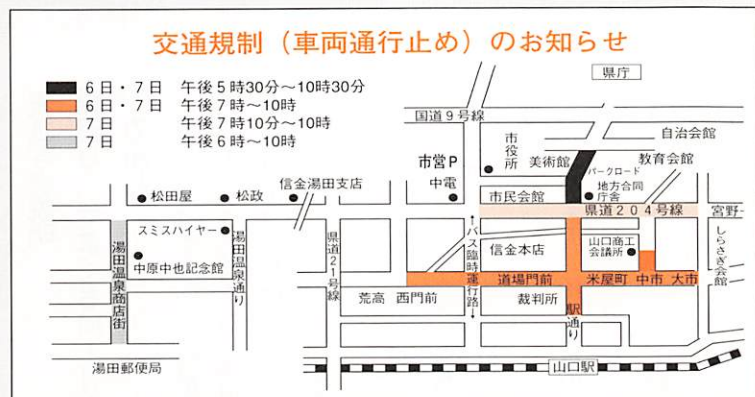 交通規制（車両通行止め）のお知らせ
6日・7日 午後5時30分〜10時30分
6日・7日 午後7時〜10時
7日 午後7時10分〜10時
7日 午後6時〜10時
県庁
国道9号線
自治会館
市役所
美術館
教育会館
市営P
パークロード
中電
市民会館
地方合同庁舎
信金湯田支店
松田屋
松政
県道204号線
宮野→
スミスハイヤー
中原中也記念館
湯田温泉商店街
湯田温泉通り
県道21号線
←バス臨時運行路→
信金本店
山口商工会議所
しらさぎ会館
道場門前
米屋町
中市
大市
荒高
西門前
裁判所
駅通り
湯田郵便局
山口駅